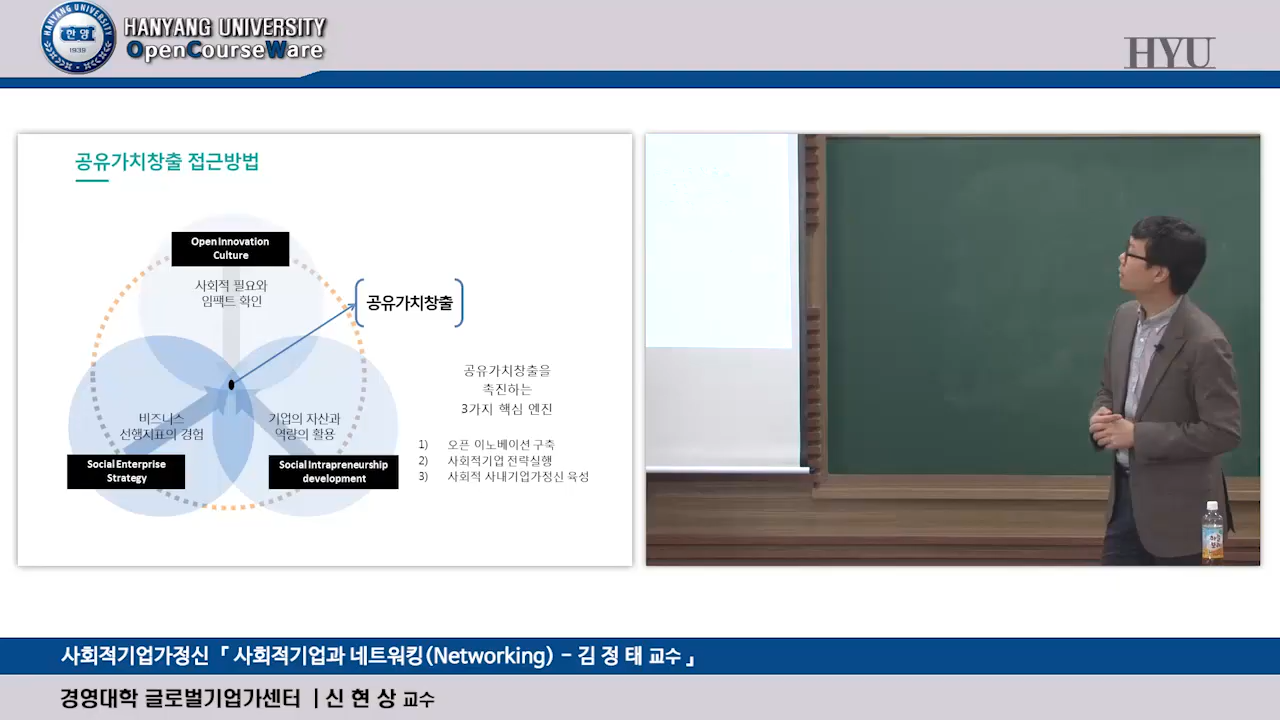 HANYANG UNIVERSITY
한양
1939
HANYANG UNIVERSITY
OpenCourseWare
HYU
공유가치창출 접근방법
Open Innovation
Culture
사회적 필요와
임팩트 확인
공유가치창출
비즈니스
선행지표의 경험
기업의 자산과
역량의 활용
Social Enterprise
Strategy
Social Intrapreneurship
development
공유가치창출을
촉진하는
3가지 핵심 엔진
1) 오픈 이노베이션 구축
2) 사회적기업 전략실행
3) 사회적 사내기업가정신 육성
하늘
보리
사회적기업가정신 『 사회적기업과 네트워킹(Networking) - 김 정 태 교수 』
경영대학 글로벌기업가센터 | 신 현 상 교수